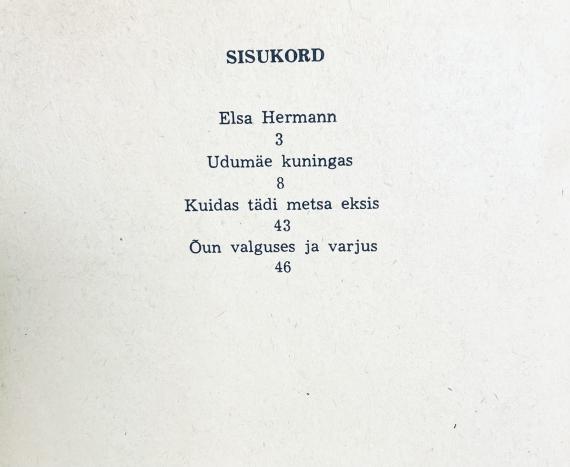 SISUKORD
Elsa Hermann
3
Udumäe kuningas
8
Kuidas tädi metsa eksis
43
Õun valguses ja varjus
46